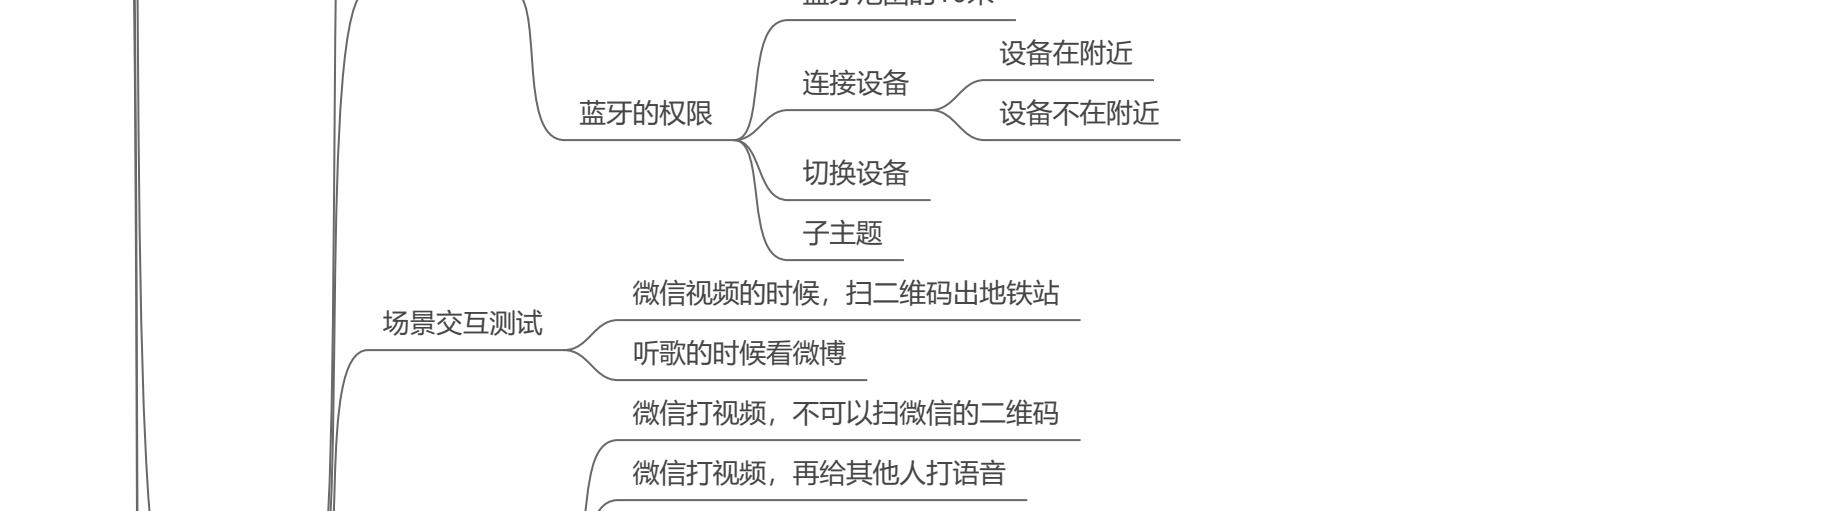 设备在附近
连接设备
设备不在附近
蓝牙的权限
切换设备
子主题
微信视频的时候，扫二维码出地铁站
场景交互测试
听歌的时候看微博
微信打视频，不可以扫微信的二维码
微信打视频，再给其他人打语音